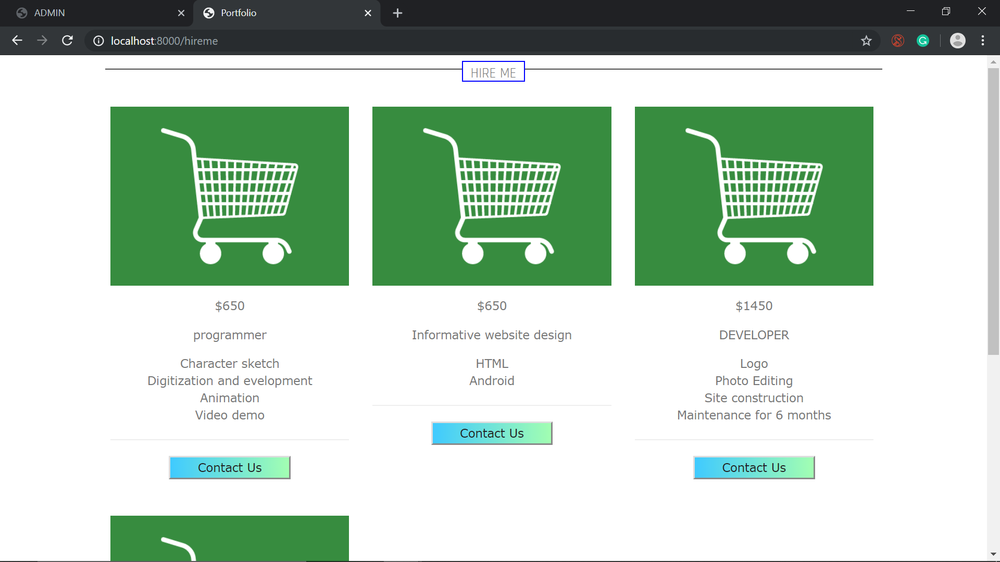 ADMIN
Portfolio
localhost:8000/hireme
HIRE ME
$650
programmer
Character sketch
Digitization and evelopment
Animation
Video demo
Contact Us
$650
Informative website design
HTML
Android
Contact Us
$1450
DEVELOPER
Logo
Photo Editing
Site construction
Maintenance for 6 months
Contact Us